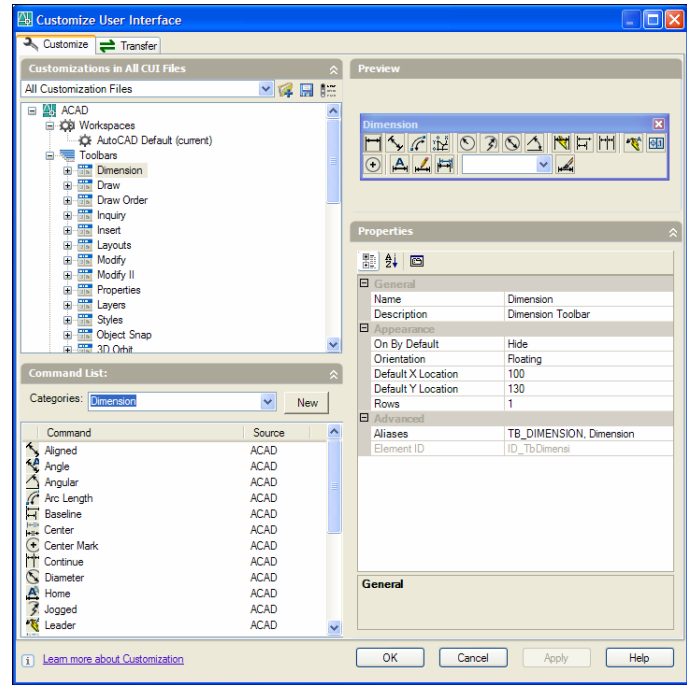 Customize User Interface
Customize
Transfer
Customizations in All CUI Files
All Customization Files
ACAD
Workspaces
AutoCAD Default (current)
Toolbars
Dimension
Draw
Draw Order
Inquiry
Insert
Layouts
Modify
Modify II
Properties
Layers
Styles
Object Snap
3D Orbit
Command List:
Categories: Dimension New
Command Source
Aligned ACAD
Angle ACAD
Angular ACAD
Arc Length ACAD
Baseline ACAD
Center ACAD
Center Mark ACAD
Continue ACAD
Diameter ACAD
Home ACAD
Jogged ACAD
Leader ACAD
Learn more about Customization
Preview
Dimension
Properties
General
Name Dimension
Description Dimension Toolbar
Appearance
On By Default Hide
Orientation Floating
Default X Location 100
Default Y Location 130
Rows 1
Advanced
Aliases TB_DIMENSION, Dimension
Element ID ID_TbDimensi
General
OK Cancel Apply Help